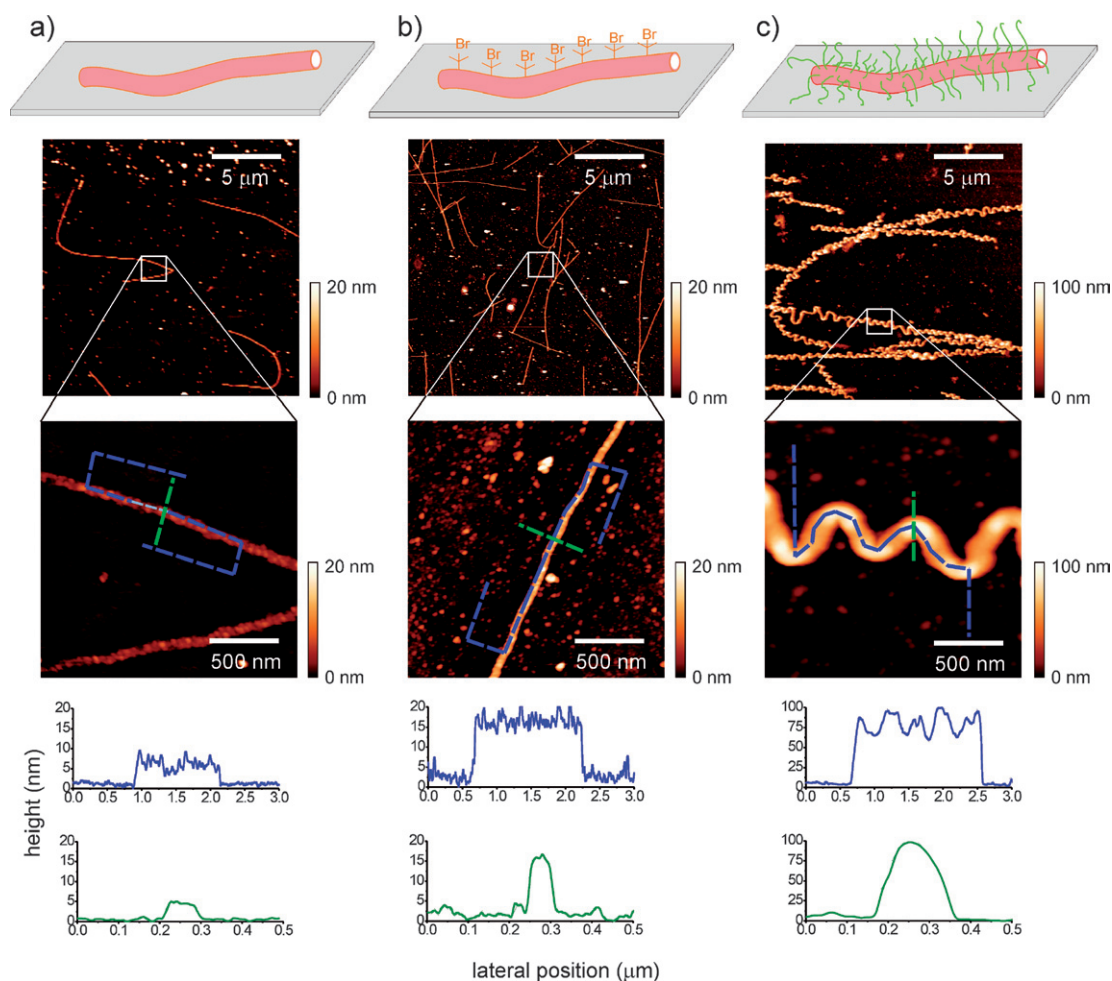 a)
b)
c)
Br Br Br Br Br Br Br
5 μm
5 μm
5 μm
20 nm
0 nm
20 nm
0 nm
100 nm
0 nm
20 nm
0 nm
20 nm
0 nm
100 nm
0 nm
500 nm
500 nm
500 nm
height (nm)
20
15
10
5
0
0.0 0.5 1.0 1.5 2.0 2.5 3.0
20
15
10
5
0
0.0 0.5 1.0 1.5 2.0 2.5 3.0
100
75
50
25
0
0.0 0.5 1.0 1.5 2.0 2.5 3.0
20
15
10
5
0
0.0 0.1 0.2 0.3 0.4 0.5
20
15
10
5
0
0.0 0.1 0.2 0.3 0.4 0.5
100
75
50
25
0
0.0 0.1 0.2 0.3 0.4 0.5
lateral position (μm)